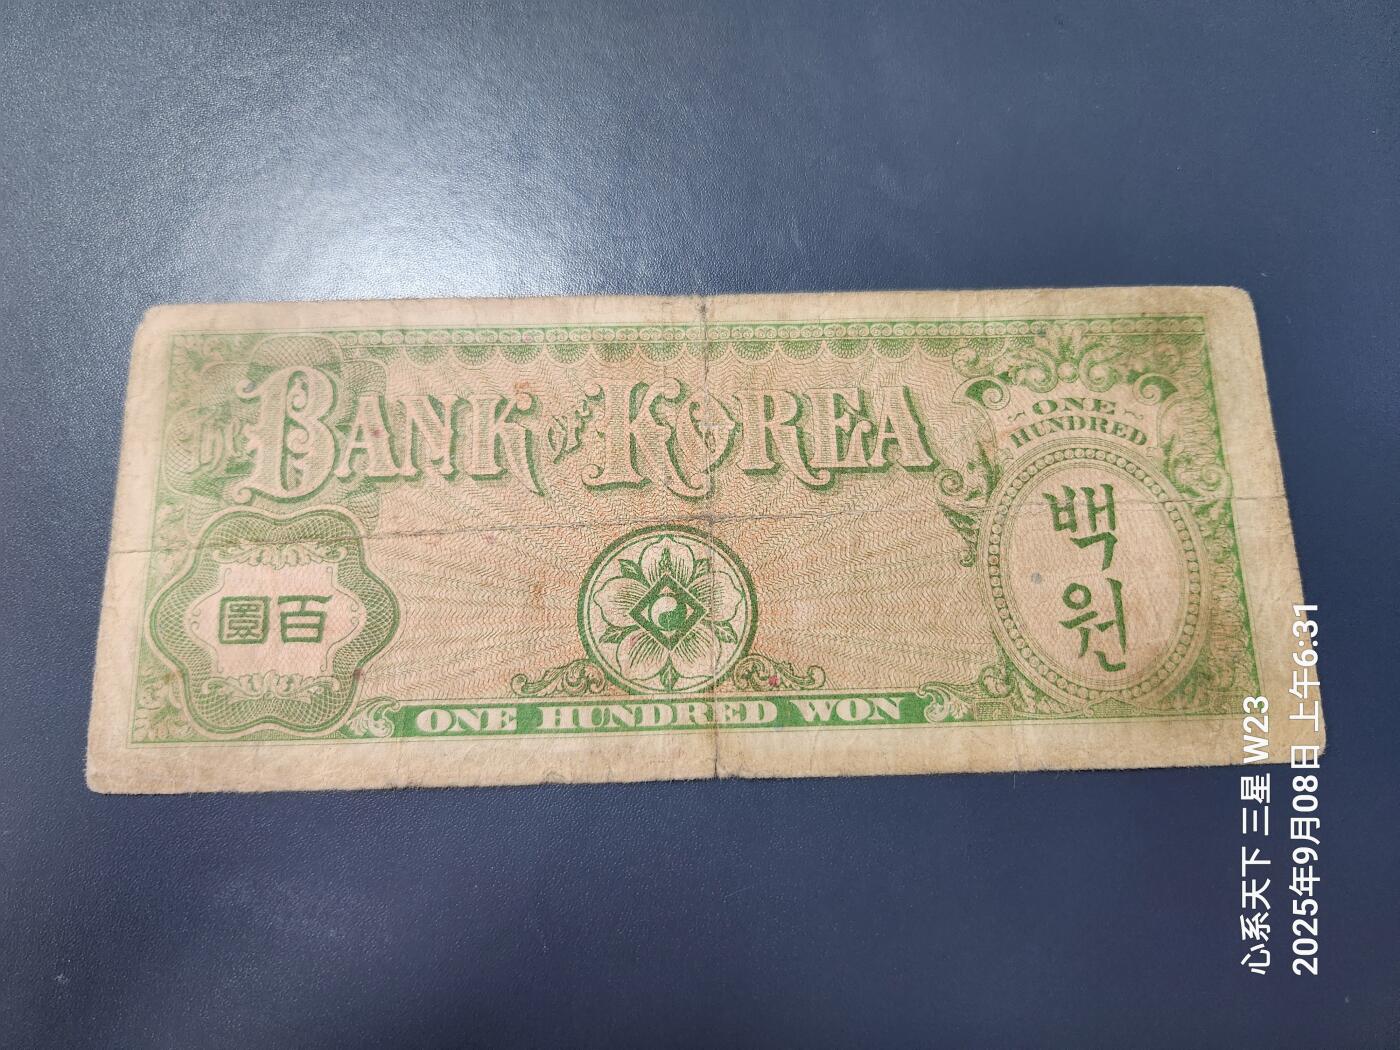 The BANK OF KOREA
ONE
HUNDRED
백
원
圓百
ONE HUNDRED WON
心系天下 三星 W23
2025年9月08日 上午6:31